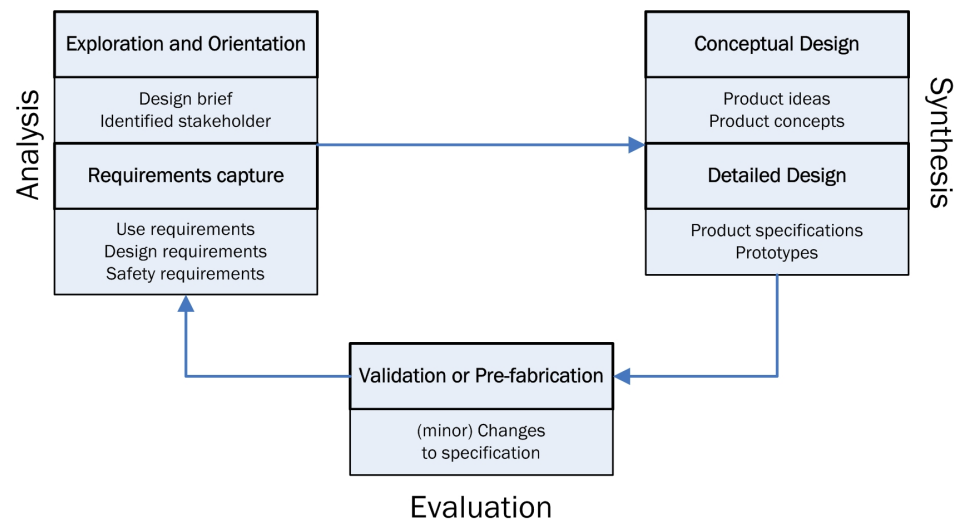 Analysis
Exploration and Orientation
Design brief
Identified stakeholder
Requirements capture
Use requirements
Design requirements
Safety requirements
Conceptual Design
Product ideas
Product concepts
Detailed Design
Product specifications
Prototypes
Synthesis
Validation or Pre-fabrication
(minor) Changes
to specification
Evaluation